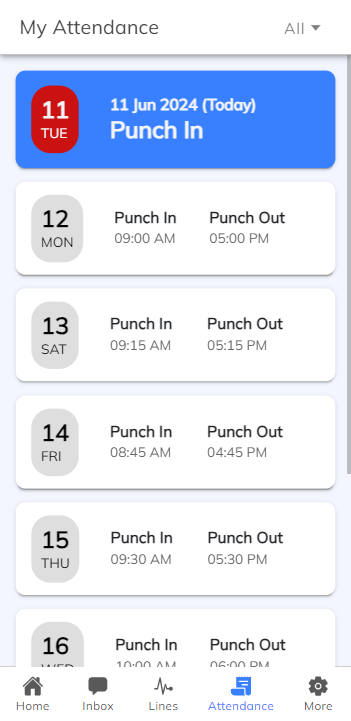 My Attendance
All
11
TUE
11 Jun 2024 (Today)
Punch In
12
MON
Punch In
Punch Out
09:00 AM
05:00 PM
13
SAT
Punch In
Punch Out
09:15 AM
05:15 PM
14
FRI
Punch In
Punch Out
08:45 AM
04:45 PM
15
THU
Punch In
Punch Out
09:30 AM
05:30 PM
16
WED
Punch In
Punch Out
10:00 AM
06:00 PM
Home
Inbox
Lines
Attendance
More